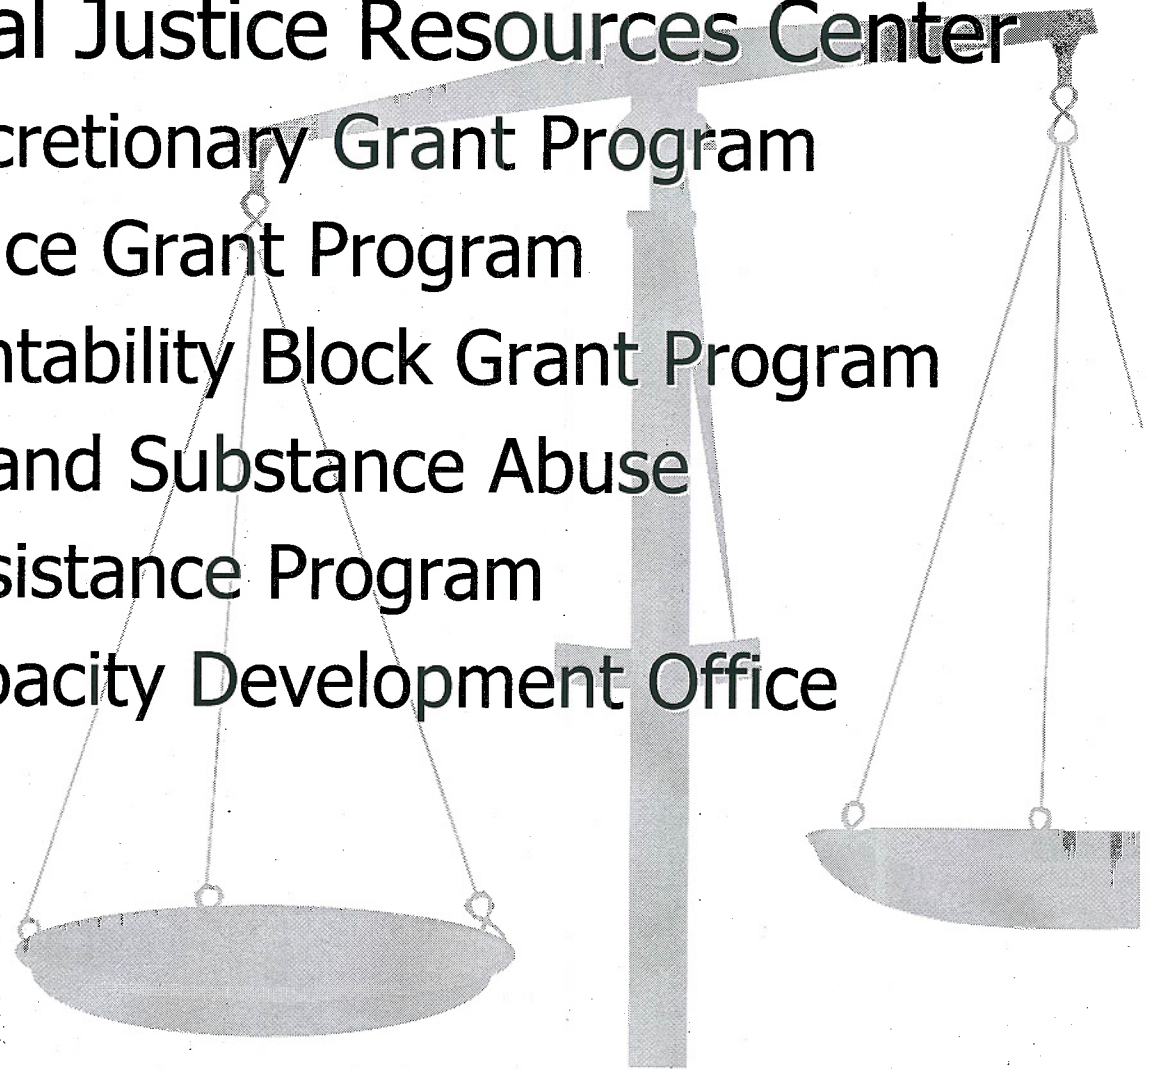 al Justice Resources Center
cretionary Grant Program
ce Grant Program
ntability Block Grant Program
and Substance Abuse
sistance Program
pacity Development Office